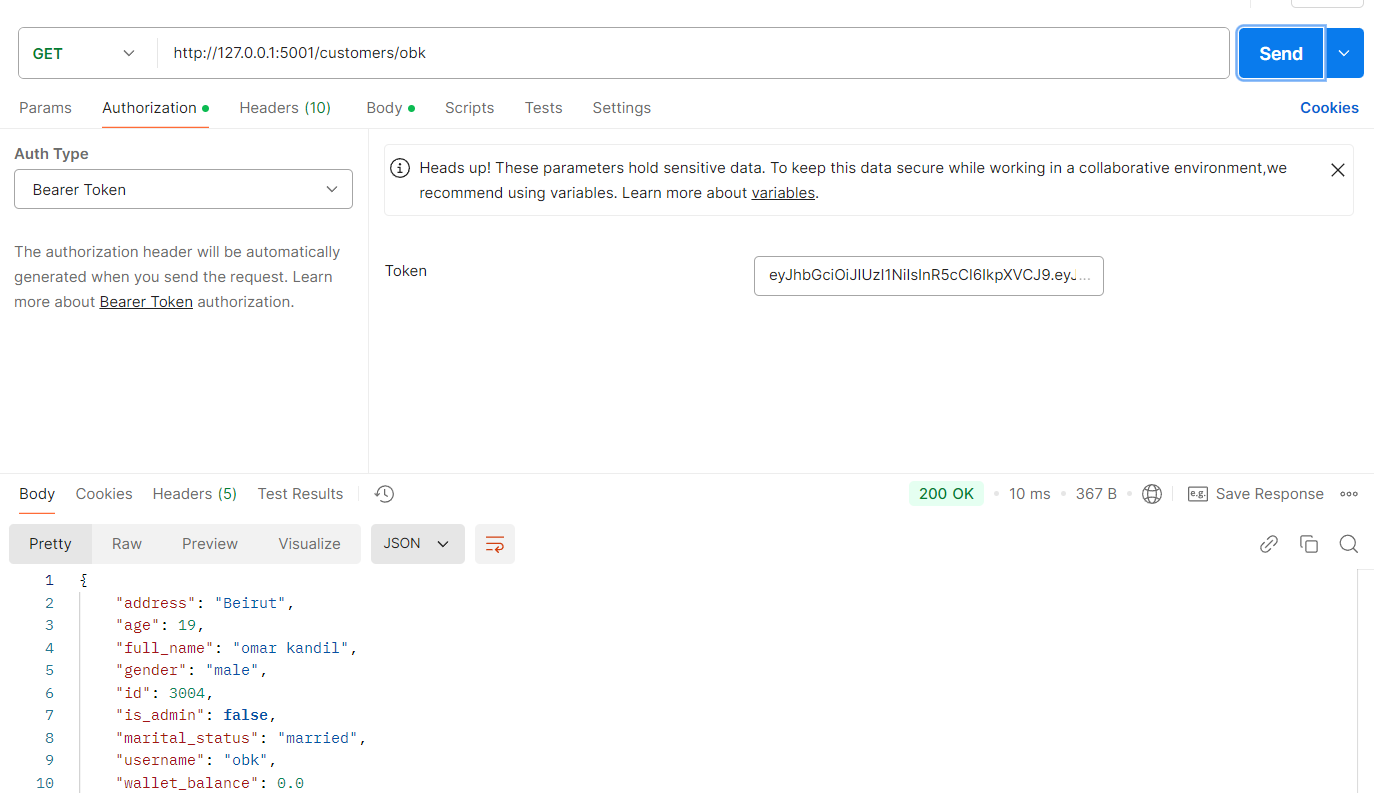 GET
http://127.0.0.1:5001/customers/obk
Send
Params
Authorization
Headers (10)
Body
Scripts
Tests
Settings
Cookies
Auth Type
Bearer Token
The authorization header will be automatically
generated when you send the request. Learn
more about Bearer Token authorization.
Heads up! These parameters hold sensitive data. To keep this data secure while working in a collaborative environment,we
recommend using variables. Learn more about variables.
Token
eyJhbGciOiJIUzI1NiIsInR5cCI6IkpXVCJ9.eyJ...
Body
Cookies
Headers (5)
Test Results
200 OK
10 ms
367 B
e.g.
Save Response
Pretty
Raw
Preview
Visualize
JSON
1 {
2 "address": "Beirut",
3 "age": 19,
4 "full_name": "omar kandil",
5 "gender": "male",
6 "id": 3004,
7 "is_admin": false,
8 "marital_status": "married",
9 "username": "obk",
10 "wallet_balance": 0.0